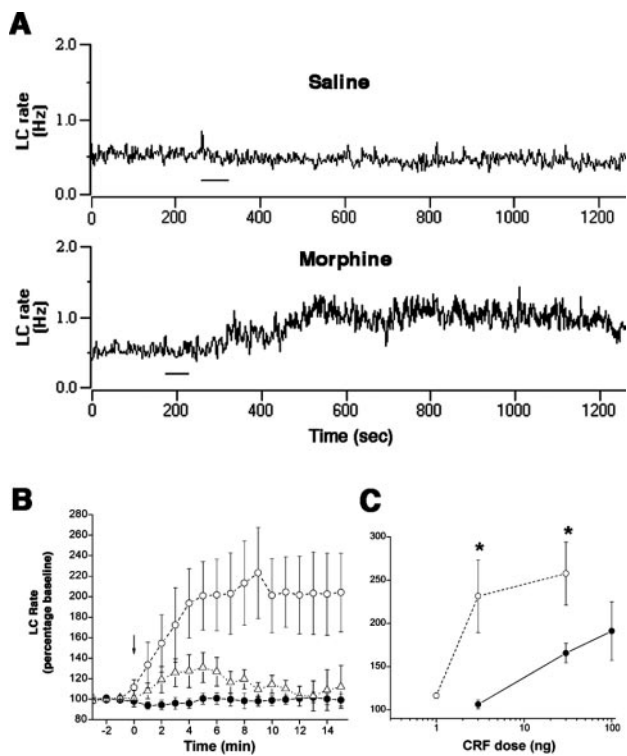 A
2.0
Saline
LC rate
(Hz)
1.0
0.0
0 200 400 600 800 1000 1200
2.0
Morphine
LC rate
(Hz)
1.0
0.0
0 200 400 600 800 1000 1200
Time (sec)
B
LC Rate
(percentage baseline)
280
260
240
220
200
180
160
140
120
100
80
-2 0 2 4 6 8 10 12 14
Time (min)
C
300
250
200
150
100
* *
1 10 100
CRF dose (ng)